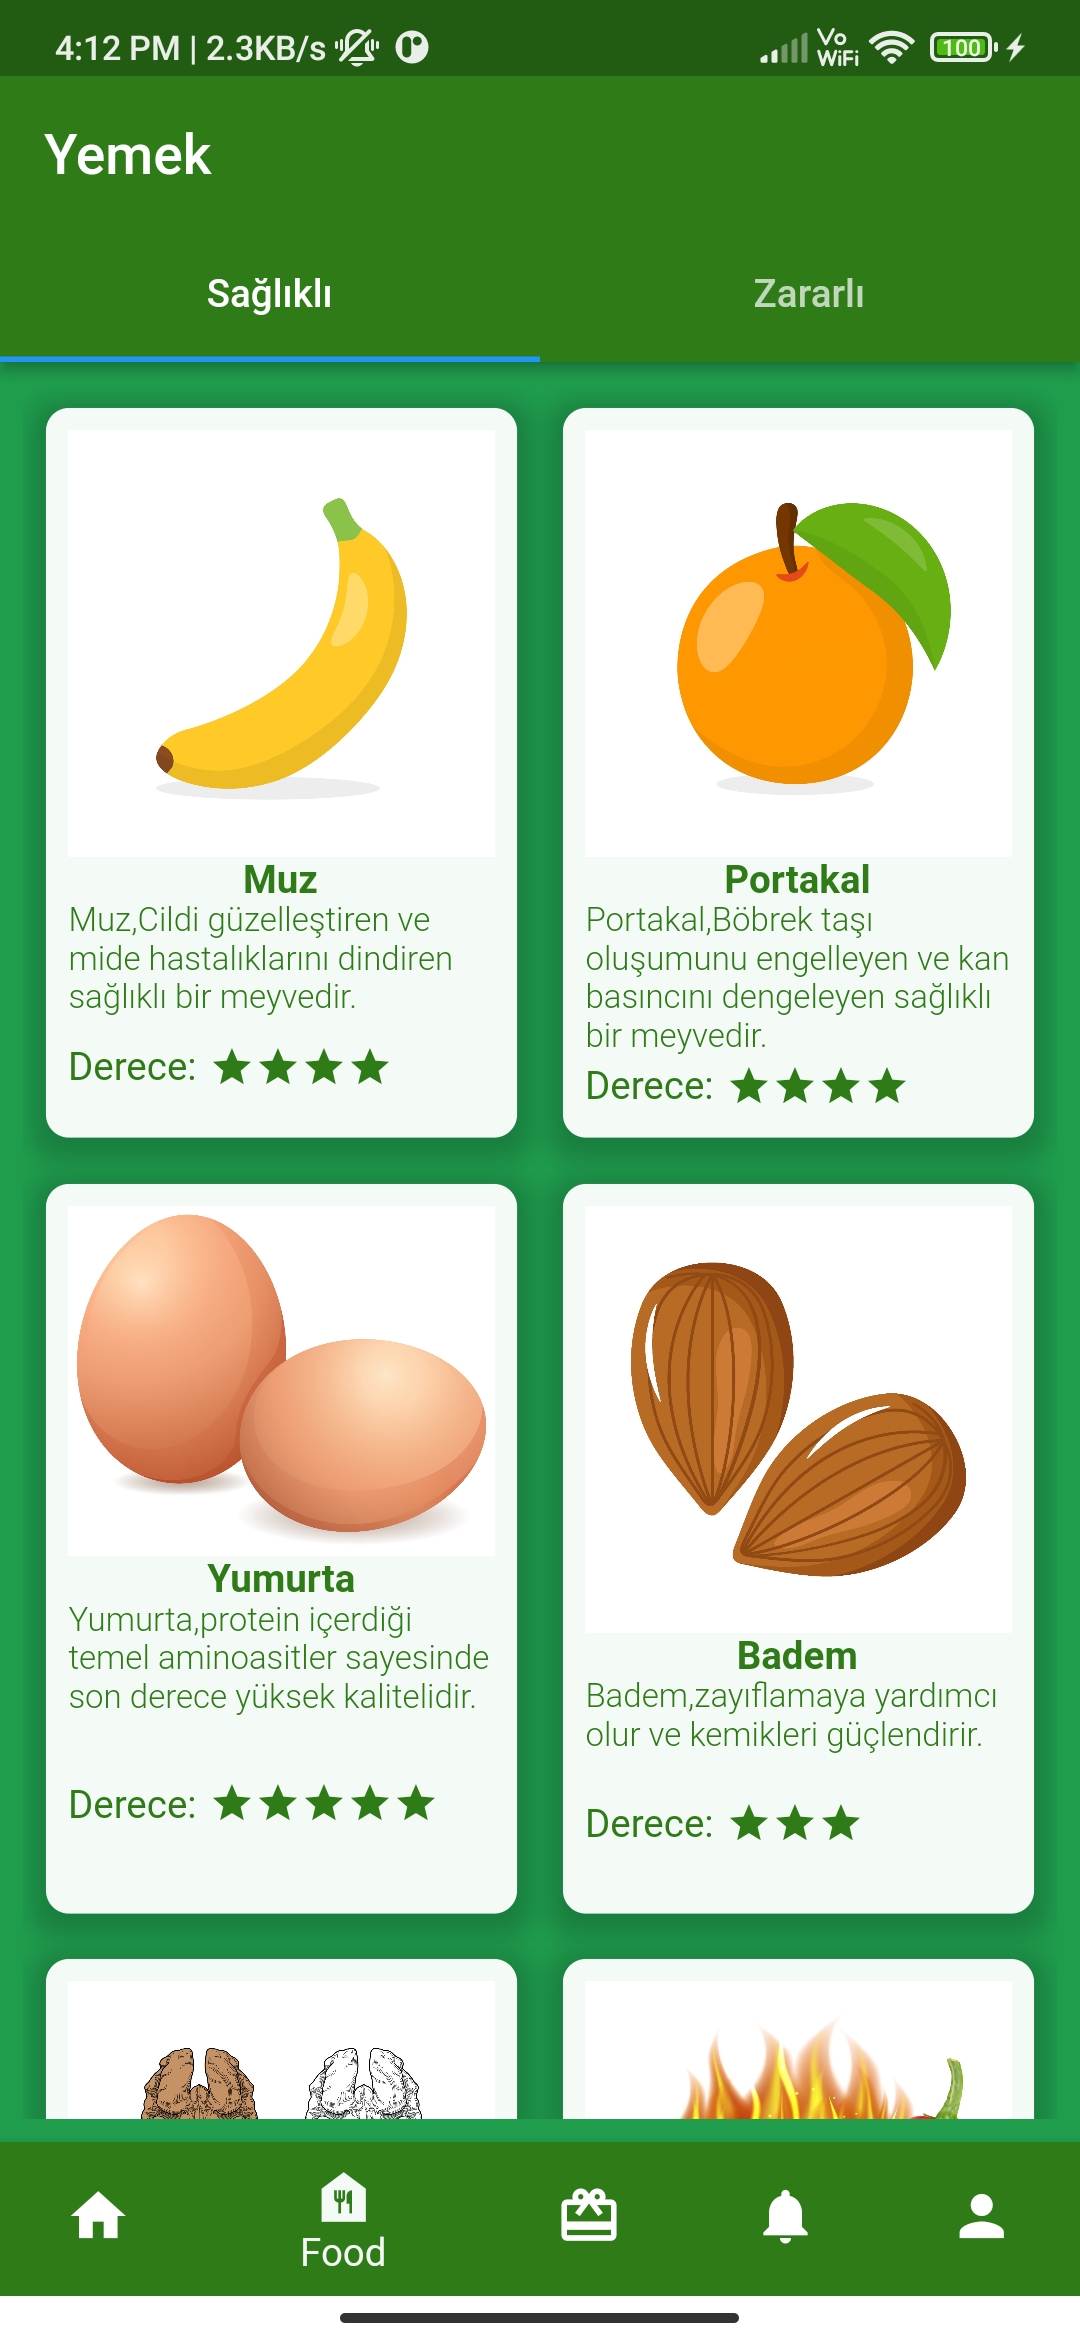 4:12 PM | 2.3KB/s
Vo
WiFi
100
Yemek
Sağlıklı
Zararlı
Muz
Muz,Cildi güzelleştiren ve
mide hastalıklarını dindiren
sağlıklı bir meyvedir.
Derece:
Portakal
Portakal,Böbrek taşı
oluşumunu engelleyen ve kan
basıncını dengeleyen sağlıklı
bir meyvedir.
Derece:
Yumurta
Yumurta,protein içerdiği
temel aminoasitler sayesinde
son derece yüksek kalitelidir.
Derece:
Badem
Badem,zayıflamaya yardımcı
olur ve kemikleri güçlendirir.
Derece:
Food